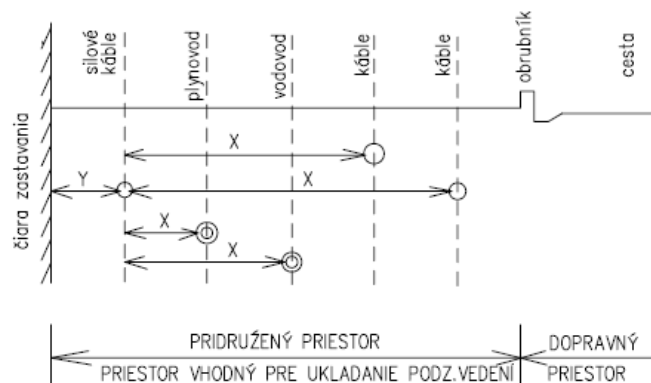 silové
káble
plynovod
vodovod
káble
káble
obrubník
cesta
čiara zastavania
X
Y
X
X
X
PRIDRUŽENÝ PRIESTOR
DOPRAVNÝ
PRIESTOR VHODNÝ PRE UKLADANIE PODZ.VEDENÍ
PRIESTOR